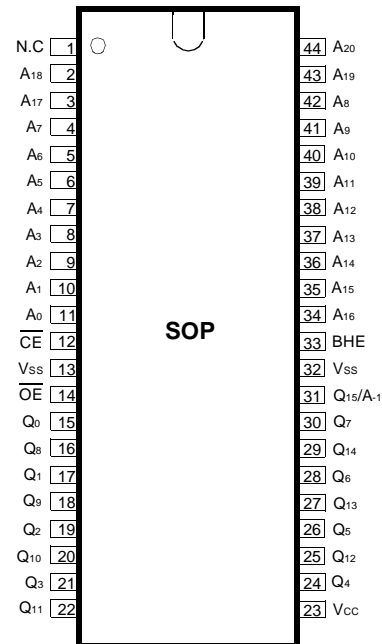 N.C 1 44 A20
A18 2 43 A19
A17 3 42 A8
A7 4 41 A9
A6 5 40 A10
A5 6 39 A11
A4 7 38 A12
A3 8 37 A13
A2 9 36 A14
A1 10 35 A15
A0 11 34 A16
SOP
C̅E̅ 12 33 BHE
VSS 13 32 VSS
O̅E̅ 14 31 Q15/A-1
Q0 15 30 Q7
Q8 16 29 Q14
Q1 17 28 Q6
Q9 18 27 Q13
Q2 19 26 Q5
Q10 20 25 Q12
Q3 21 24 Q4
Q11 22 23 VCC